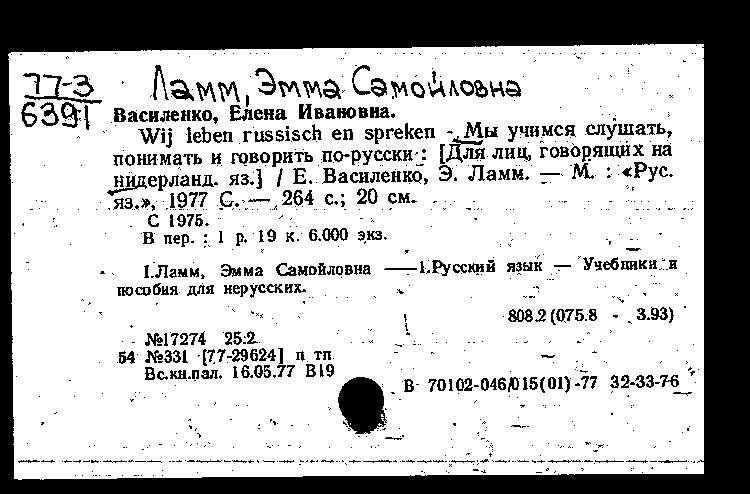 77-3
6391
Ламм, Эмма Самойловна
Василенко, Елена Ивановна.
Wij leben russisch en spreken - Мы учимся слушать,
понимать и говорить по-русски : [Для лиц, говорящих на
нидерланд. яз.] / Е. Василенко, Э. Ламм. — М. : «Рус.
яз.», 1977 С. — 264 с.; 20 см.
С 1975.
В пер. : 1 р. 19 к. 6.000 экз.
I.Ламм, Эмма Самойловна —— 1.Русский язык — Учебники и
пособия для нерусских.
808.2 (075.8 - 3.93)
№17274 25.2
54 №331 [77-29624] п тп
Вс.кн.пал. 16.05.77 В19
В 70102-046/015(01)-77 32-33-76